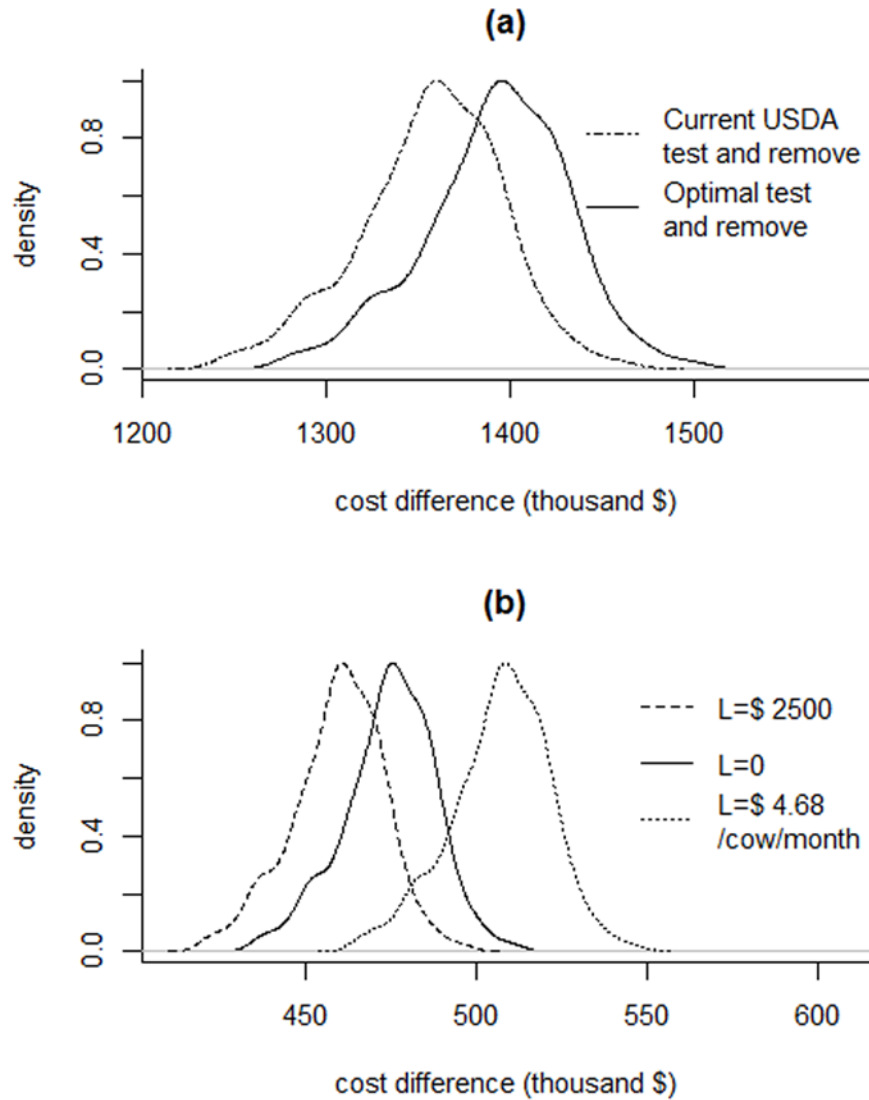 (a)
density
0.0
0.4
0.8
Current USDA
test and remove
Optimal test
and remove
1200
1300
1400
1500
cost difference (thousand $)
(b)
density
0.0
0.4
0.8
L=$ 2500
L=0
L=$ 4.68
/cow/month
450
500
550
600
cost difference (thousand $)